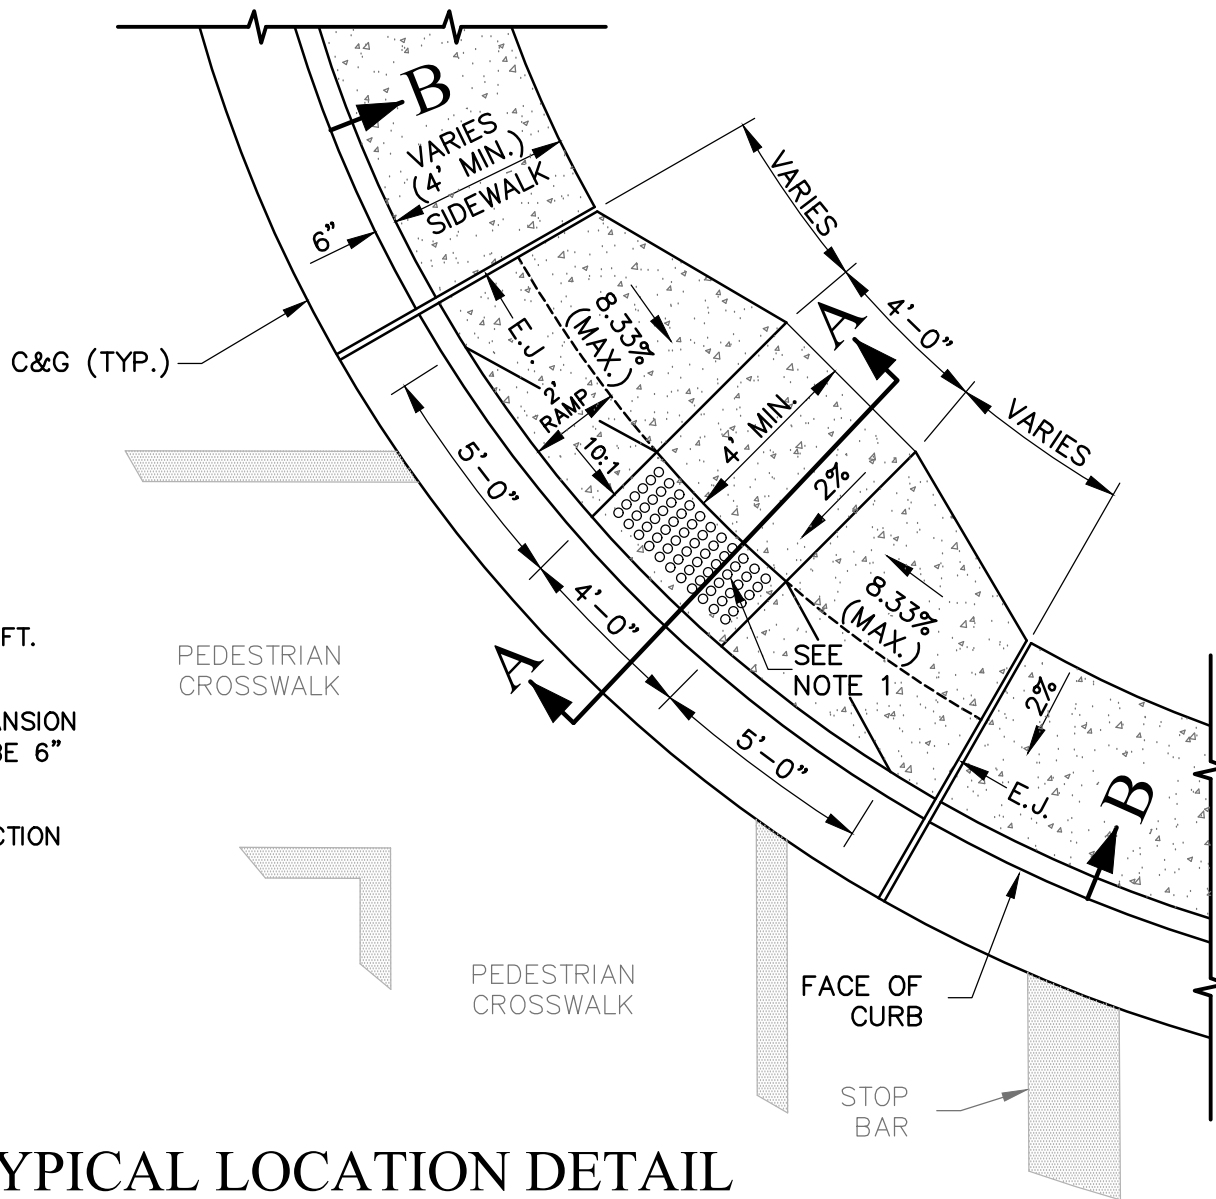 B
VARIES
(4' MIN.)
SIDEWALK
6"
C&G (TYP.)
E.J.
8.33%
(MAX.)
2'
RAMP
10:1
VARIES
4'-0"
VARIES
A
4' MIN.
2%
5'-0"
4'-0"
5'-0"
A
8.33%
(MAX.)
SEE
NOTE 1
2%
E.J.
B
FT.
PEDESTRIAN
CROSSWALK
ANSION
BE 6"
CTION
PEDESTRIAN
CROSSWALK
FACE OF
CURB
STOP
BAR
YPICAL LOCATION DETAIL